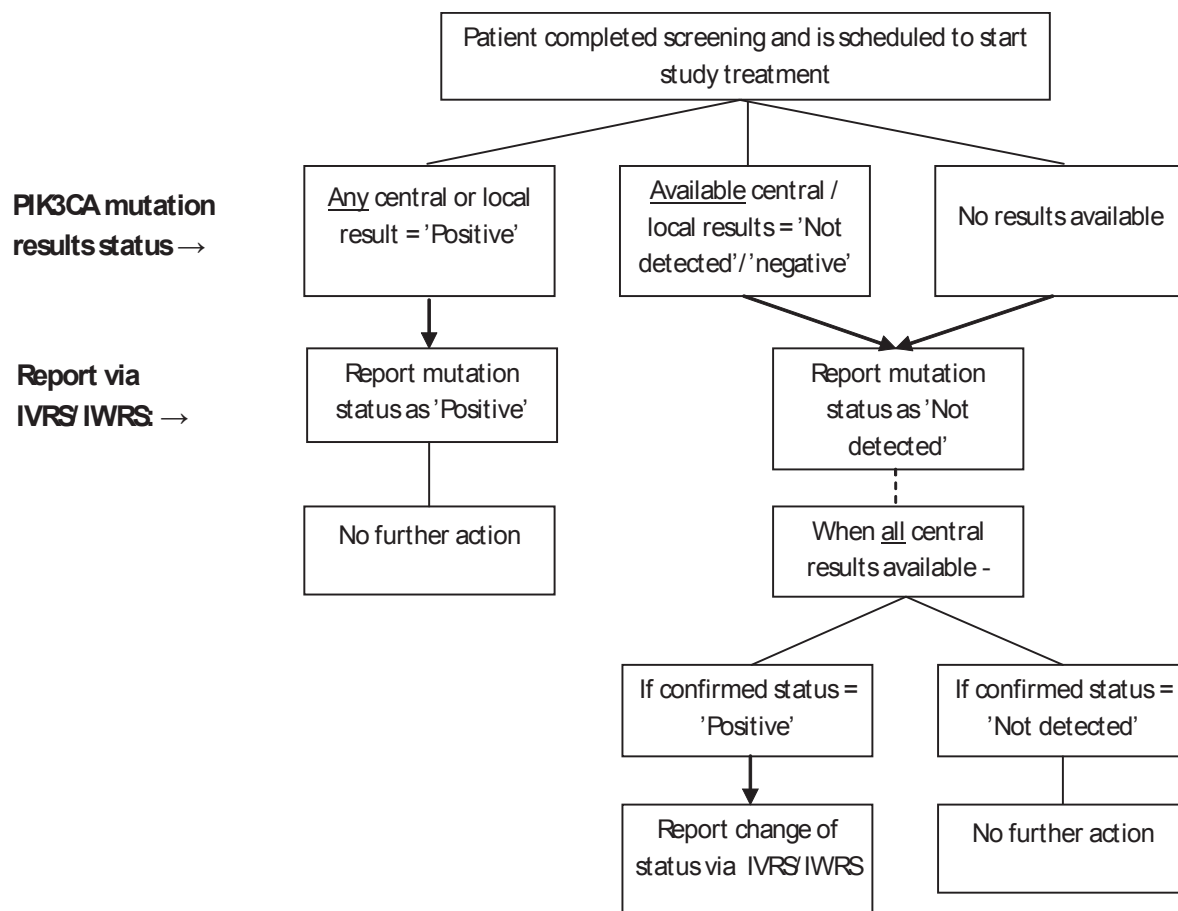 Patient completed screening and is scheduled to start
study treatment
PIK3CA mutation
results status →
Any central or local
result = 'Positive'
Available central /
local results = 'Not
detected'/ 'negative'
No results available
Report via
IVRS/ IWRS: →
Report mutation
status as 'Positive'
Report mutation
status as 'Not
detected'
No further action
When all central
results available -
If confirmed status =
'Positive'
If confirmed status =
'Not detected'
Report change of
status via IVRS/ IWRS
No further action